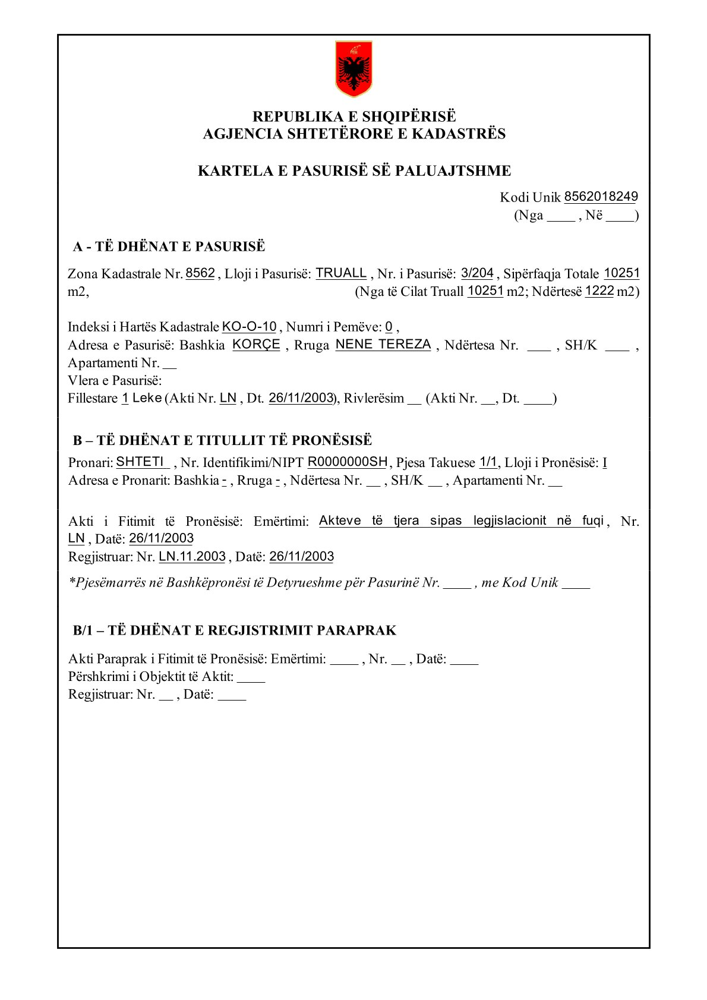 REPUBLIKA E SHQIPËRISË
AGJENCIA SHTETËRORE E KADASTRËS
KARTELA E PASURISË SË PALUAJTSHME
Kodi Unik 8562018249
(Nga ____ , Në ____)
A - TË DHËNAT E PASURISË
Zona Kadastrale Nr. 8562 , Lloji i Pasurisë: TRUALL , Nr. i Pasurisë: 3/204 , Sipërfaqja Totale 10251
m2, (Nga të Cilat Truall 10251 m2; Ndërtesë 1222 m2)
Indeksi i Hartës Kadastrale KO-O-10 , Numri i Pemëve: 0 ,
Adresa e Pasurisë: Bashkia KORÇE , Rruga NENE TEREZA , Ndërtesa Nr. ___ , SH/K ___ ,
Apartamenti Nr. __
Vlera e Pasurisë:
Fillestare 1 Leke (Akti Nr. LN , Dt. 26/11/2003), Rivlerësim __ (Akti Nr. __, Dt. ____)
B – TË DHËNAT E TITULLIT TË PRONËSISË
Pronari: SHTETI , Nr. Identifikimi/NIPT R0000000SH , Pjesa Takuese 1/1, Lloji i Pronësisë: I
Adresa e Pronarit: Bashkia - , Rruga - , Ndërtesa Nr. __ , SH/K __ , Apartamenti Nr. __
Akti i Fitimit të Pronësisë: Emërtimi: Akteve të tjera sipas legjislacionit në fuqi , Nr.
LN , Datë: 26/11/2003
Regjistruar: Nr. LN.11.2003 , Datë: 26/11/2003
*Pjesëmarrës në Bashkëpronësi të Detyrueshme për Pasurinë Nr. ____ , me Kod Unik ____
B/1 – TË DHËNAT E REGJISTRIMIT PARAPRAK
Akti Paraprak i Fitimit të Pronësisë: Emërtimi: ____ , Nr. __ , Datë: ____
Përshkrimi i Objektit të Aktit: ____
Regjistruar: Nr. __ , Datë: ____